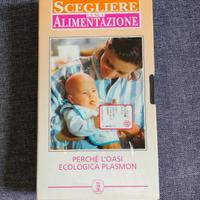 SCEGLIERE
ALIMENTAZIONE
PERCHÉ L'OASI
ECOLOGICA PLASMON